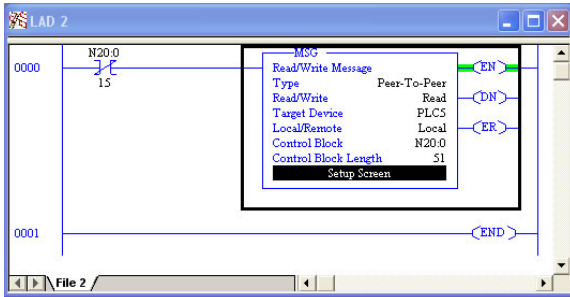 LAD 2
N20:0
0000
15
MSG
Read/Write Message
Type Peer-To-Peer
Read/Write Read
Target Device PLC5
Local/Remote Local
Control Block N20:0
Control Block Length 51
Setup Screen
EN
DN
ER
0001
END
File 2